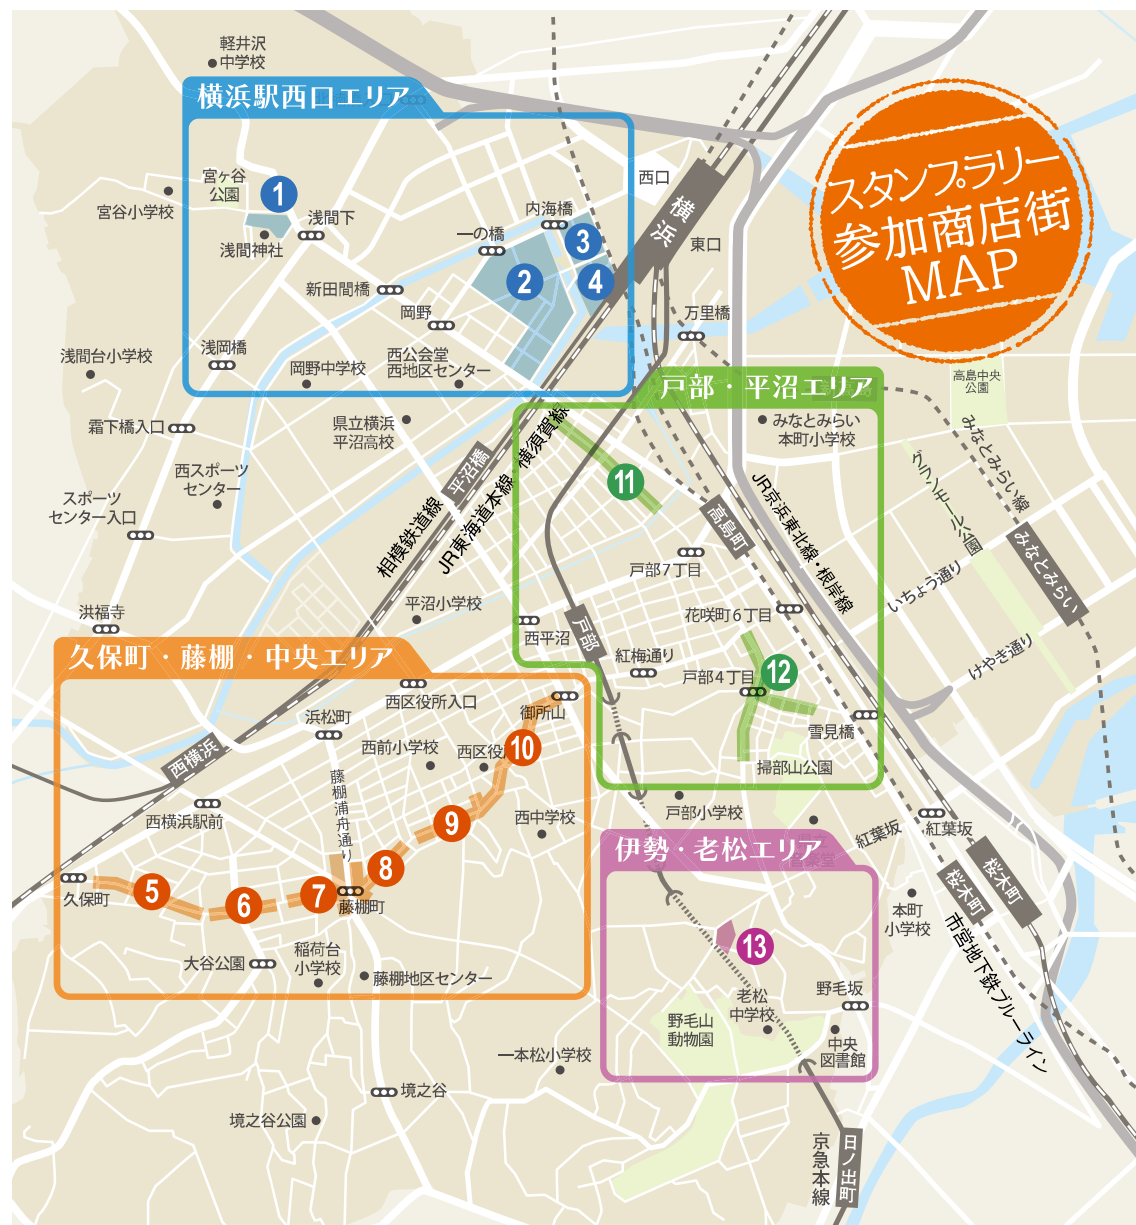 軽井沢
中学校
横浜駅西口エリア
スタンプラリー
参加商店街
MAP
宮ヶ谷
公園
1
宮谷小学校
浅間下
浅間神社
内海橋
一の橋
3
2
4
西口
横浜
東口
新田間橋
岡野
万里橋
浅間台小学校
浅岡橋
岡野中学校
西公会堂
西地区センター
戸部・平沼エリア
高島中央
公園
霜下橋入口
県立横浜
平沼高校
みなとみらい
本町小学校
みなとみらい線
西スポーツ
センター
スポーツ
センター入口
平沼橋
相模鉄道線
JR東海道本線・横須賀線
11
高島町
JR京浜東北線・根岸線
グランモール公園
みなとみらい
いちょう通り
けやき通り
戸部7丁目
花咲町6丁目
洪福寺
平沼小学校
西平沼
戸部
紅梅通り
戸部4丁目
12
雪見橋
掃部山公園
久保町・藤棚・中央エリア
西区役所入口
浜松町
御所山
西横浜
西前小学校
西区役
10
藤棚浦舟通り
西横浜駅前
9
西中学校
戸部小学校
8
久保町
5
6
7
藤棚町
大谷公園
稲荷台
小学校
藤棚地区センター
伊勢・老松エリア
紅葉坂
紅葉坂
桜木町
桜木町
本町
小学校
市営地下鉄ブルーライン
13
老松
中学校
野毛坂
野毛山
動物園
中央
図書館
一本松小学校
境之谷
境之谷公園
京急本線
日ノ出町